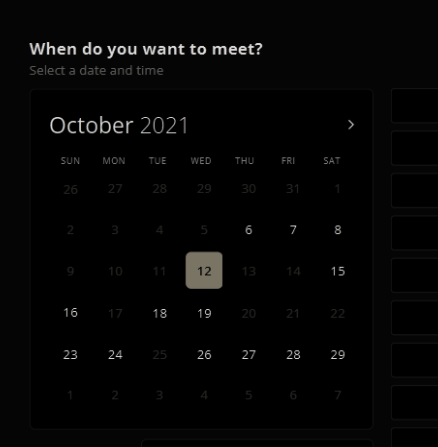 When do you want to meet?
Select a date and time
October 2021
SUN MON TUE WED THU FRI SAT
26 27 28 29 30 31 1
2 3 4 5 6 7 8
9 10 11 12 13 14 15
16 17 18 19 20 21 22
23 24 25 26 27 28 29
1 2 3 4 5 6 7